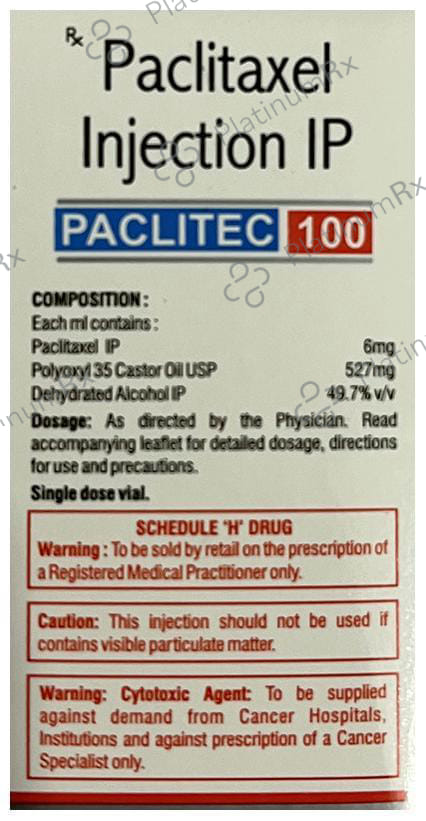 Rx Paclitaxel
Injection IP
PACLITEC 100
COMPOSITION :
Each ml contains :
Paclitaxel IP 6mg
Polyoxyl 35 Castor Oil USP 527mg
Dehydrated Alcohol IP 49.7% v/v
Dosage: As directed by the Physician. Read
accompanying leaflet for detailed dosage, directions
for use and precautions.
Single dose vial.
SCHEDULE 'H' DRUG
Warning : To be sold by retail on the prescription of
a Registered Medical Practitioner only.
Caution: This injection should not be used if
contains visible particulate matter.
Warning: Cytotoxic Agent: To be supplied
against demand from Cancer Hospitals,
Institutions and against prescription of a Cancer
Specialist only.
PlatinumRx
PlatinumRx